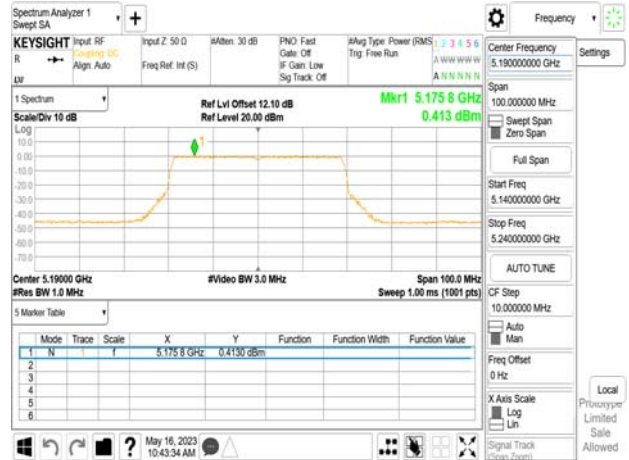 Spectrum Analyzer 1
Swept SA
Frequency
KEYSIGHT
Input: RF
Coupling: DC
Align: Auto
Input Z: 50 Ω
Freq Ref: Int (S)
#Atten: 30 dB
PNO: Fast
Gate: Off
IF Gain: Low
Sig Track: Off
#Avg Type: Power (RMS
Trig: Free Run
1 2 3 4 5 6
A W W W W W
A N N N N N
R
LXI
Center Frequency
5.190000000 GHz
Settings
Span
100.000000 MHz
Swept Span
Zero Span
Full Span
Start Freq
5.140000000 GHz
Stop Freq
5.240000000 GHz
AUTO TUNE
CF Step
10.000000 MHz
Auto
Man
Freq Offset
0 Hz
X Axis Scale
Log
Lin
Signal Track
(Span Zoom)
Local
Prototype
Limited
Sale
Allowed
1 Spectrum
Scale/Div 10 dB
Ref Lvl Offset 12.10 dB
Ref Level 20.00 dBm
Mkr1 5.175 8 GHz
0.413 dBm
Log
10.0
0.00
-10.0
-20.0
-30.0
-40.0
-50.0
-60.0
-70.0
1
Center 5.19000 GHz
#Res BW 1.0 MHz
#Video BW 3.0 MHz
Span 100.0 MHz
Sweep 1.00 ms (1001 pts)
5 Marker Table
Mode Trace Scale X Y Function Function Width Function Value
1 N 1 f 5.175 8 GHz 0.4130 dBm
2
3
4
5
6
?
May 16, 2023
10:43:34 AM